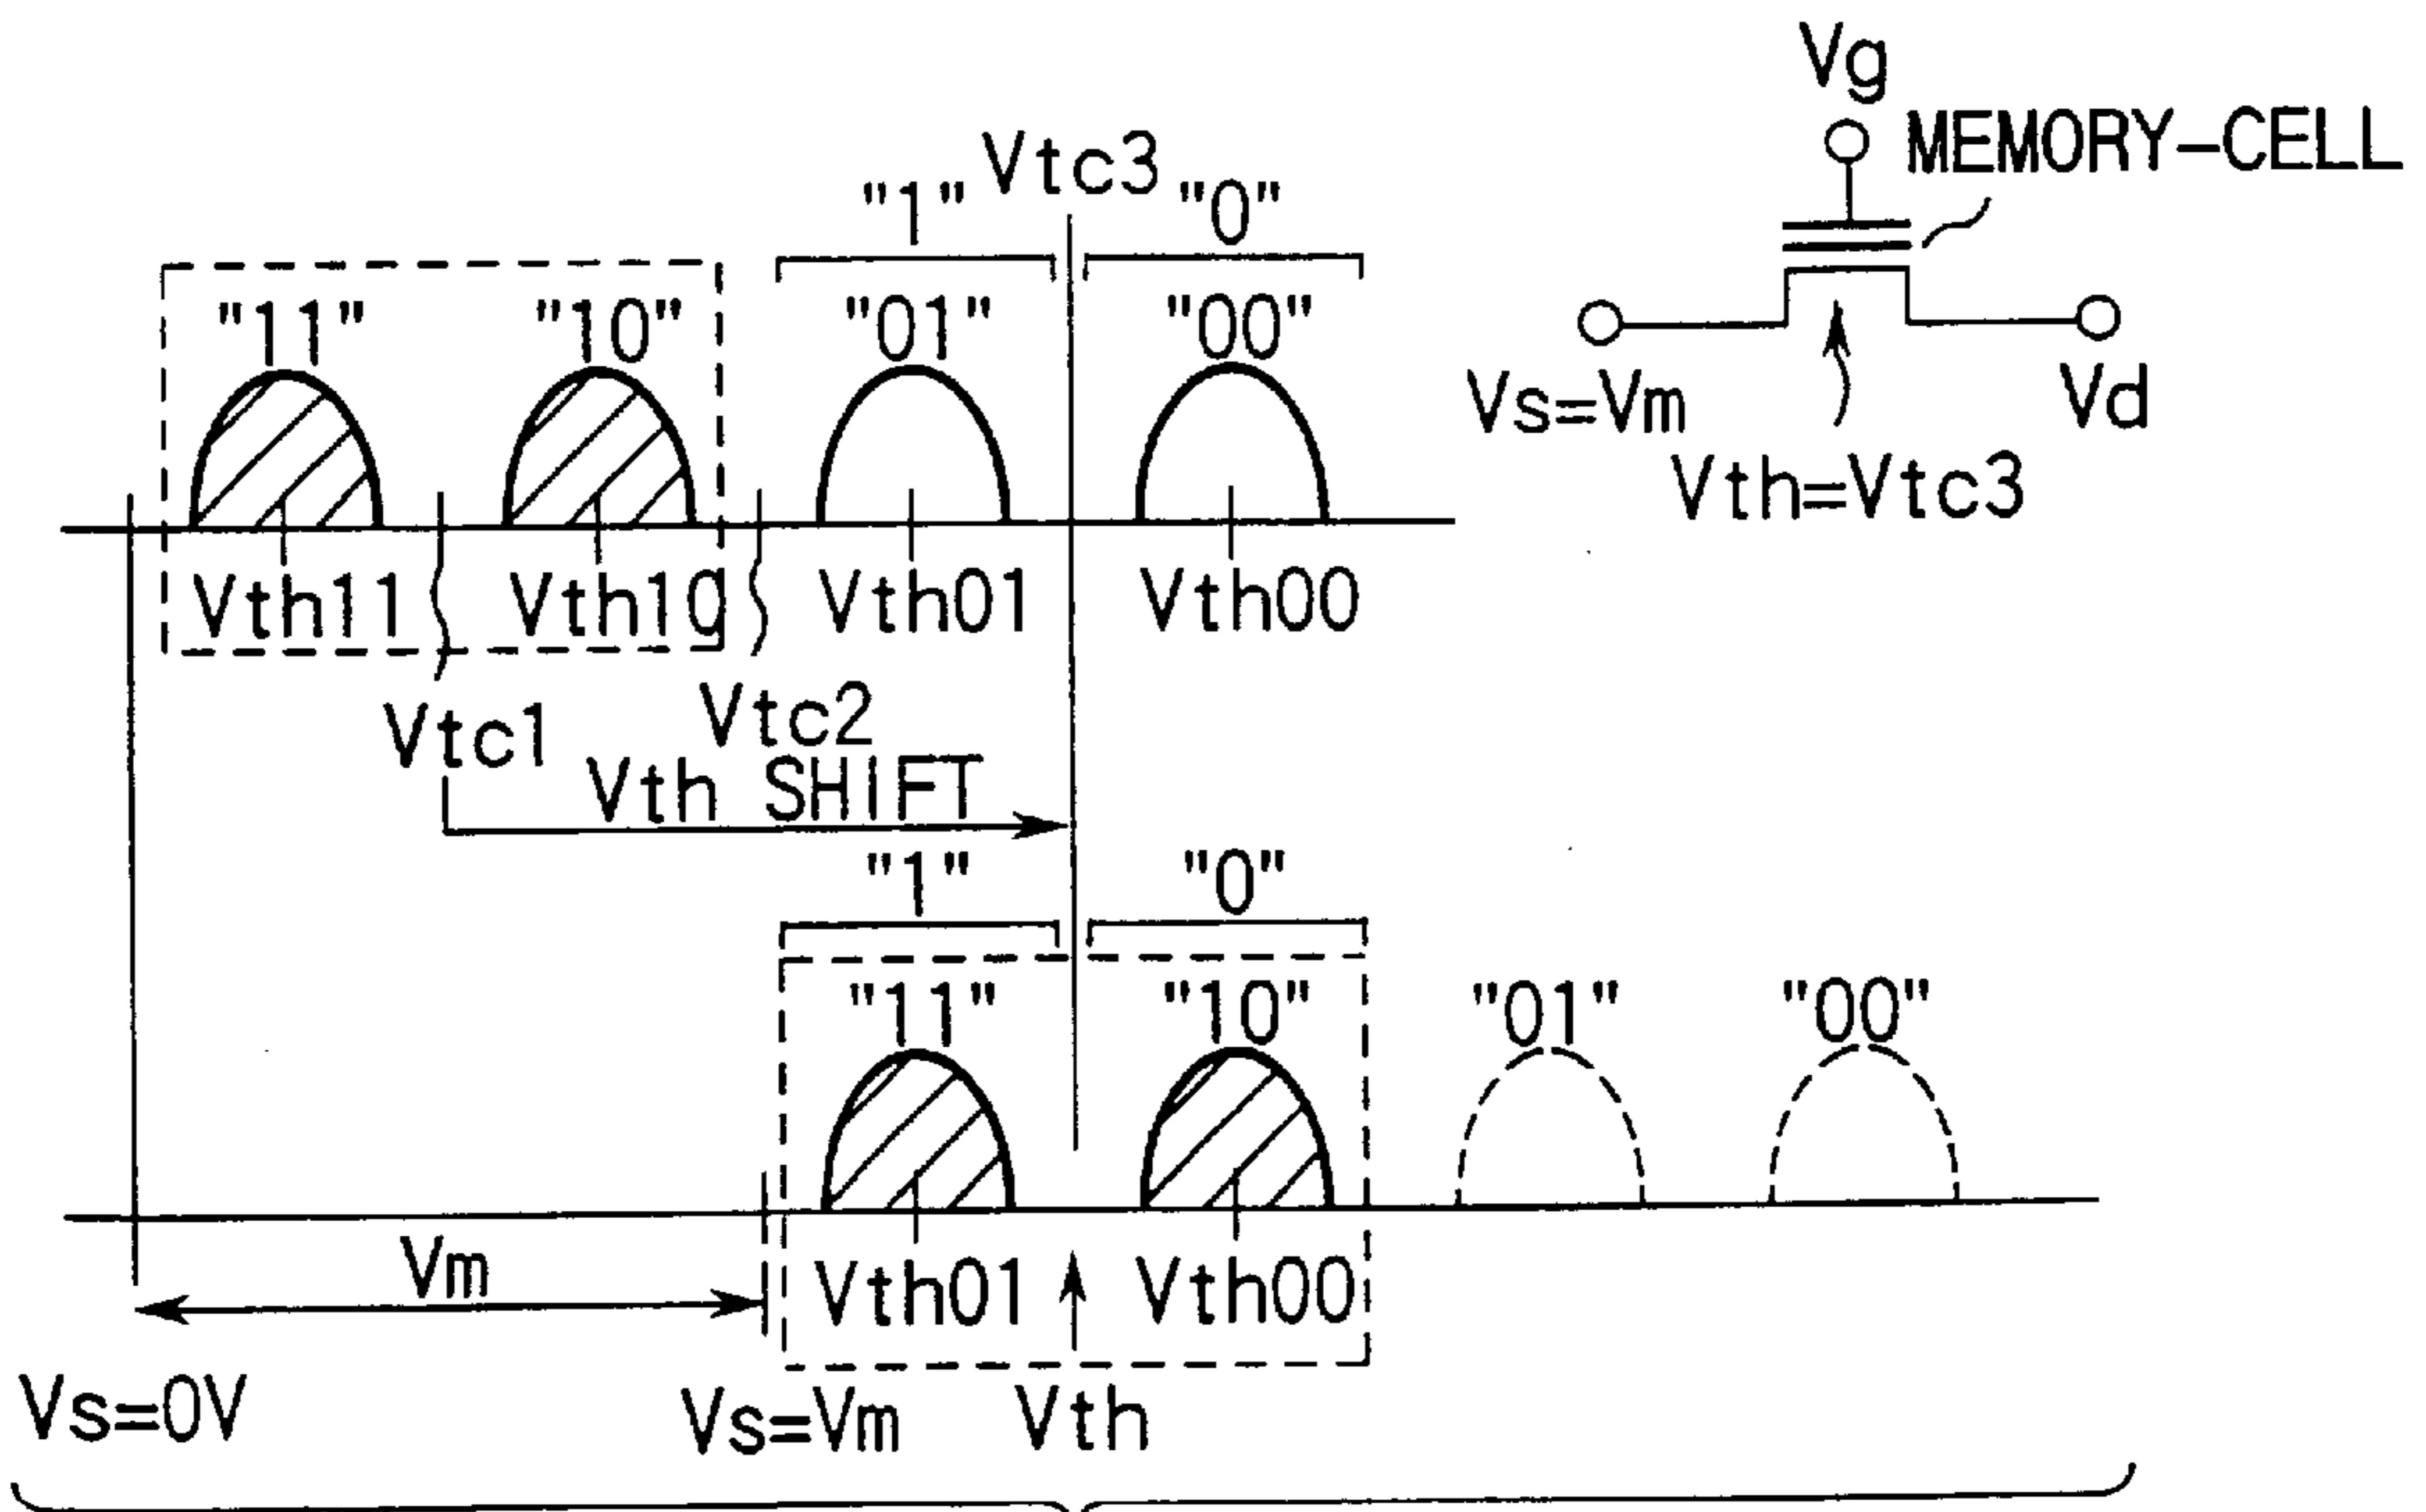 Vg
MEMORY-CELL
Vtc3
"1" "0"
"11" "10" "01" "00"
Vs=Vm Vd
Vth=Vtc3
Vth11 Vth10 Vth01 Vth00
Vtc1 Vtc2
Vth SHIFT
"1" "0"
"11" "10" "01" "00"
Vm
Vth01 Vth00
Vs=0V Vs=Vm Vth